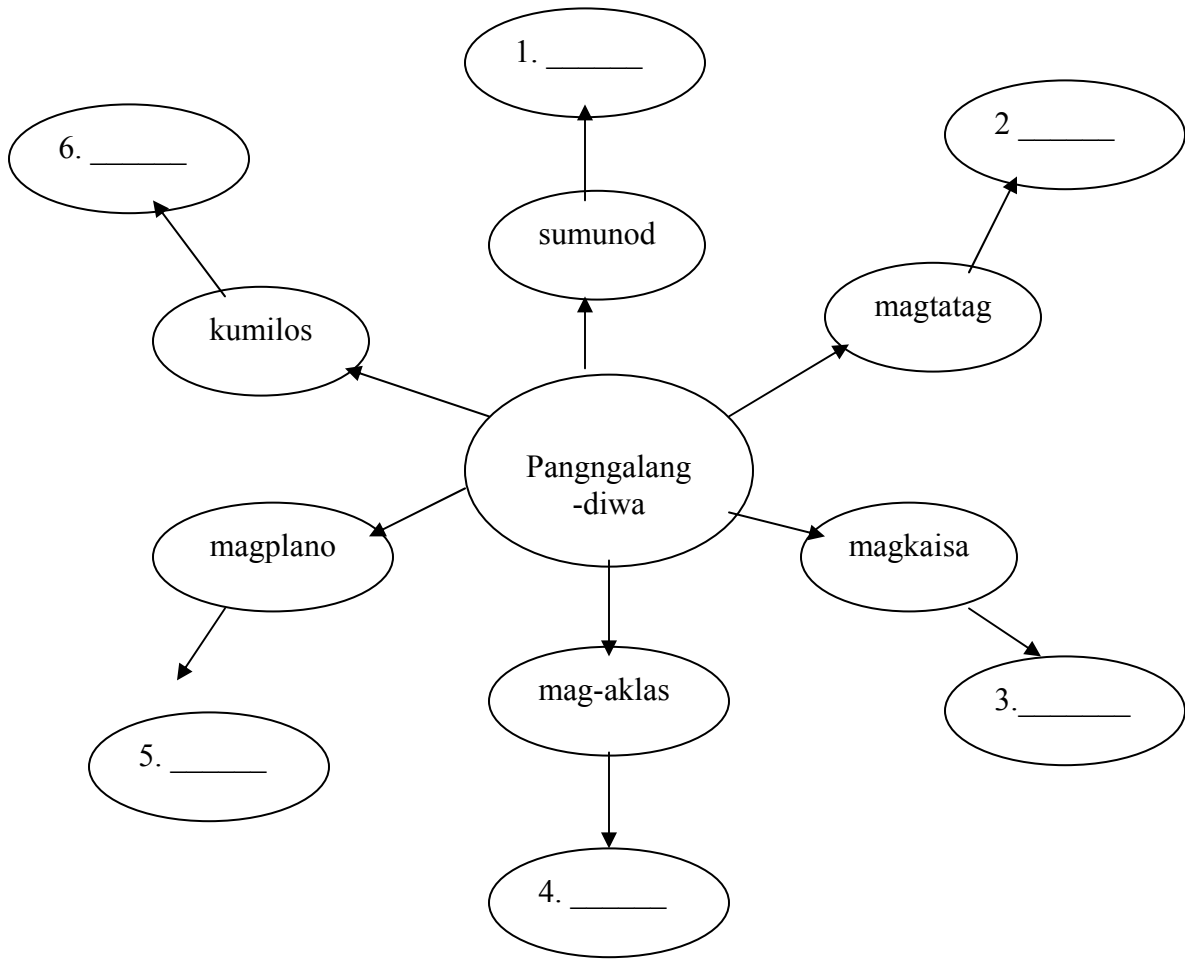 1. ______
2 ______
6. ______
sumunod
magtatag
kumilos
Pangngalang
-diwa
magplano
magkaisa
mag-aklas
3._______
5. ______
4. ______